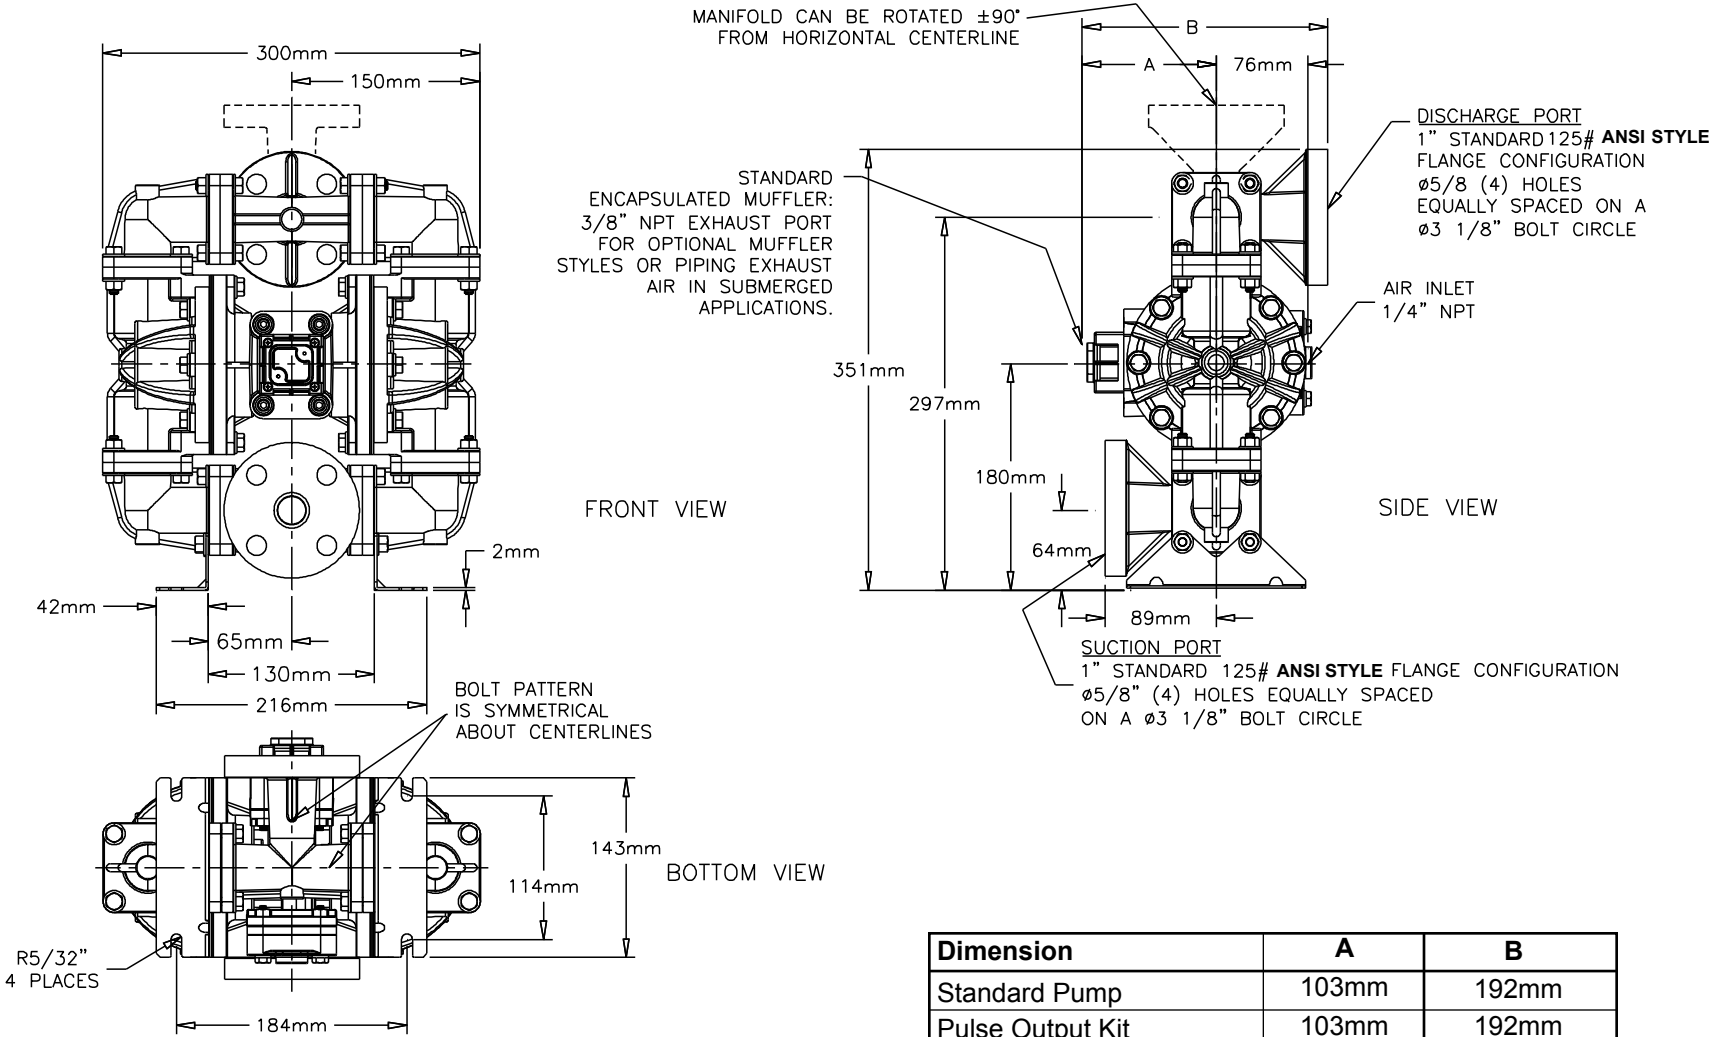 MANIFOLD CAN BE ROTATED ±90°
FROM HORIZONTAL CENTERLINE
300mm
150mm
B
A
76mm
DISCHARGE PORT
1" STANDARD 125# ANSI STYLE
FLANGE CONFIGURATION
ø5/8 (4) HOLES
EQUALLY SPACED ON A
ø3 1/8" BOLT CIRCLE
STANDARD
ENCAPSULATED MUFFLER:
3/8" NPT EXHAUST PORT
FOR OPTIONAL MUFFLER
STYLES OR PIPING EXHAUST
AIR IN SUBMERGED
APPLICATIONS.
AIR INLET
1/4" NPT
351mm
297mm
180mm
64mm
89mm
FRONT VIEW
SIDE VIEW
2mm
42mm
65mm
130mm
216mm
SUCTION PORT
1" STANDARD 125# ANSI STYLE FLANGE CONFIGURATION
ø5/8" (4) HOLES EQUALLY SPACED
ON A ø3 1/8" BOLT CIRCLE
BOLT PATTERN
IS SYMMETRICAL
ABOUT CENTERLINES
143mm
114mm
BOTTOM VIEW
R5/32"
4 PLACES
184mm
Dimension A B
Standard Pump 103mm 192mm
Pulse Output Kit 103mm 192mm